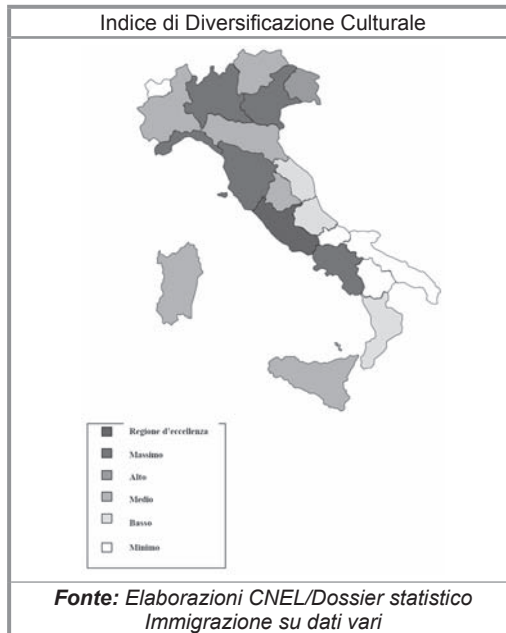 Indice di Diversificazione Culturale
Regione d'eccellenza
Massimo
Alto
Medio
Basso
Minimo
Fonte: Elaborazioni CNEL/Dossier statistico
Immigrazione su dati vari